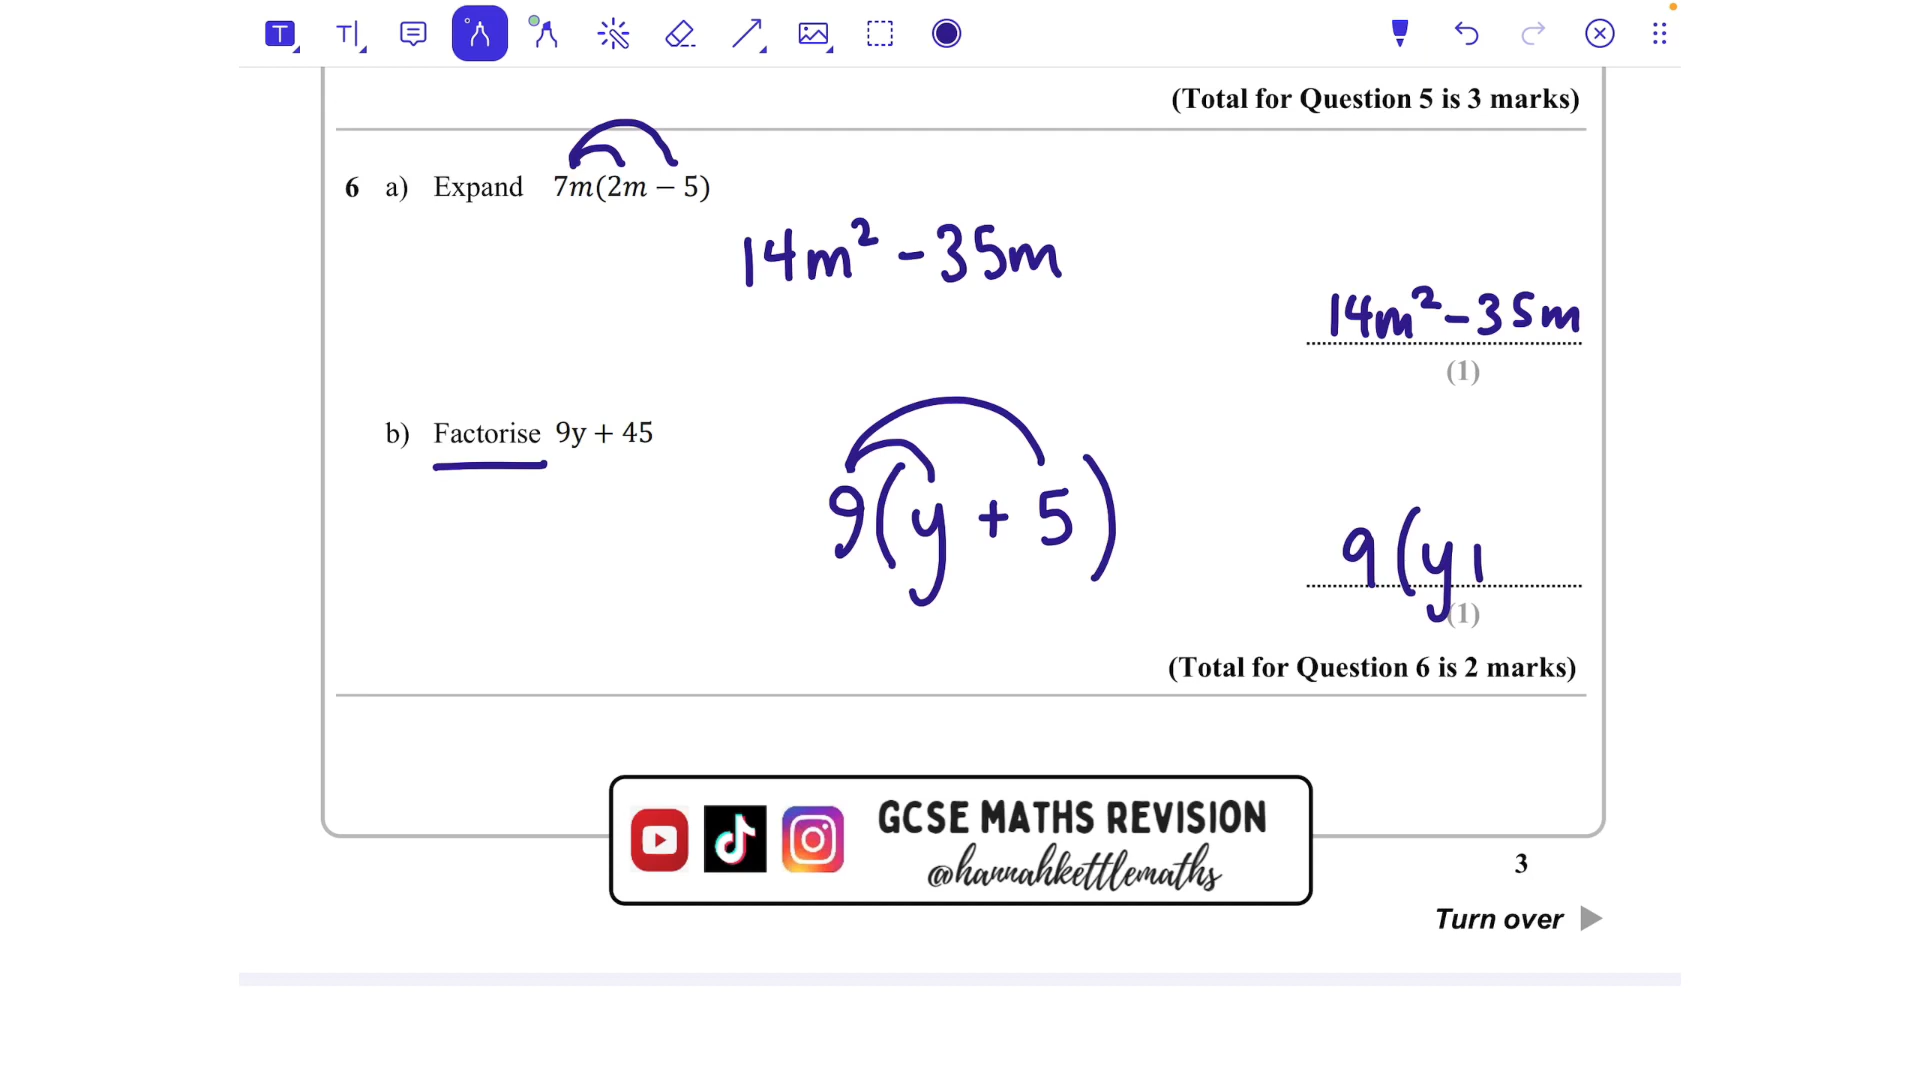 T T|
(Total for Question 5 is 3 marks)
6 a) Expand 7m(2m − 5)
14m² - 35m
14m² - 35m
(1)
b) Factorise 9y + 45
9(y + 5)
9(y
(1)
(Total for Question 6 is 2 marks)
GCSE MATHS REVISION
@hannahkettlemaths
3
Turn over